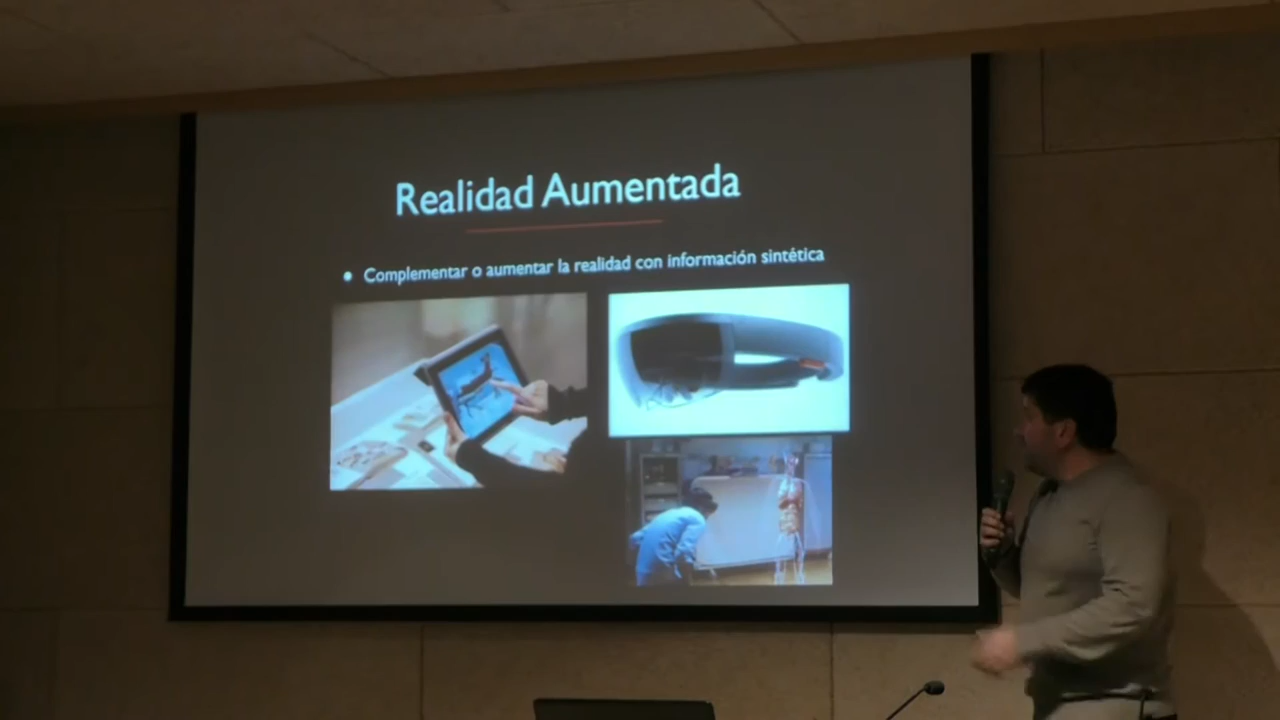 Realidad Aumentada
• Complementar o aumentar la realidad con información sintética